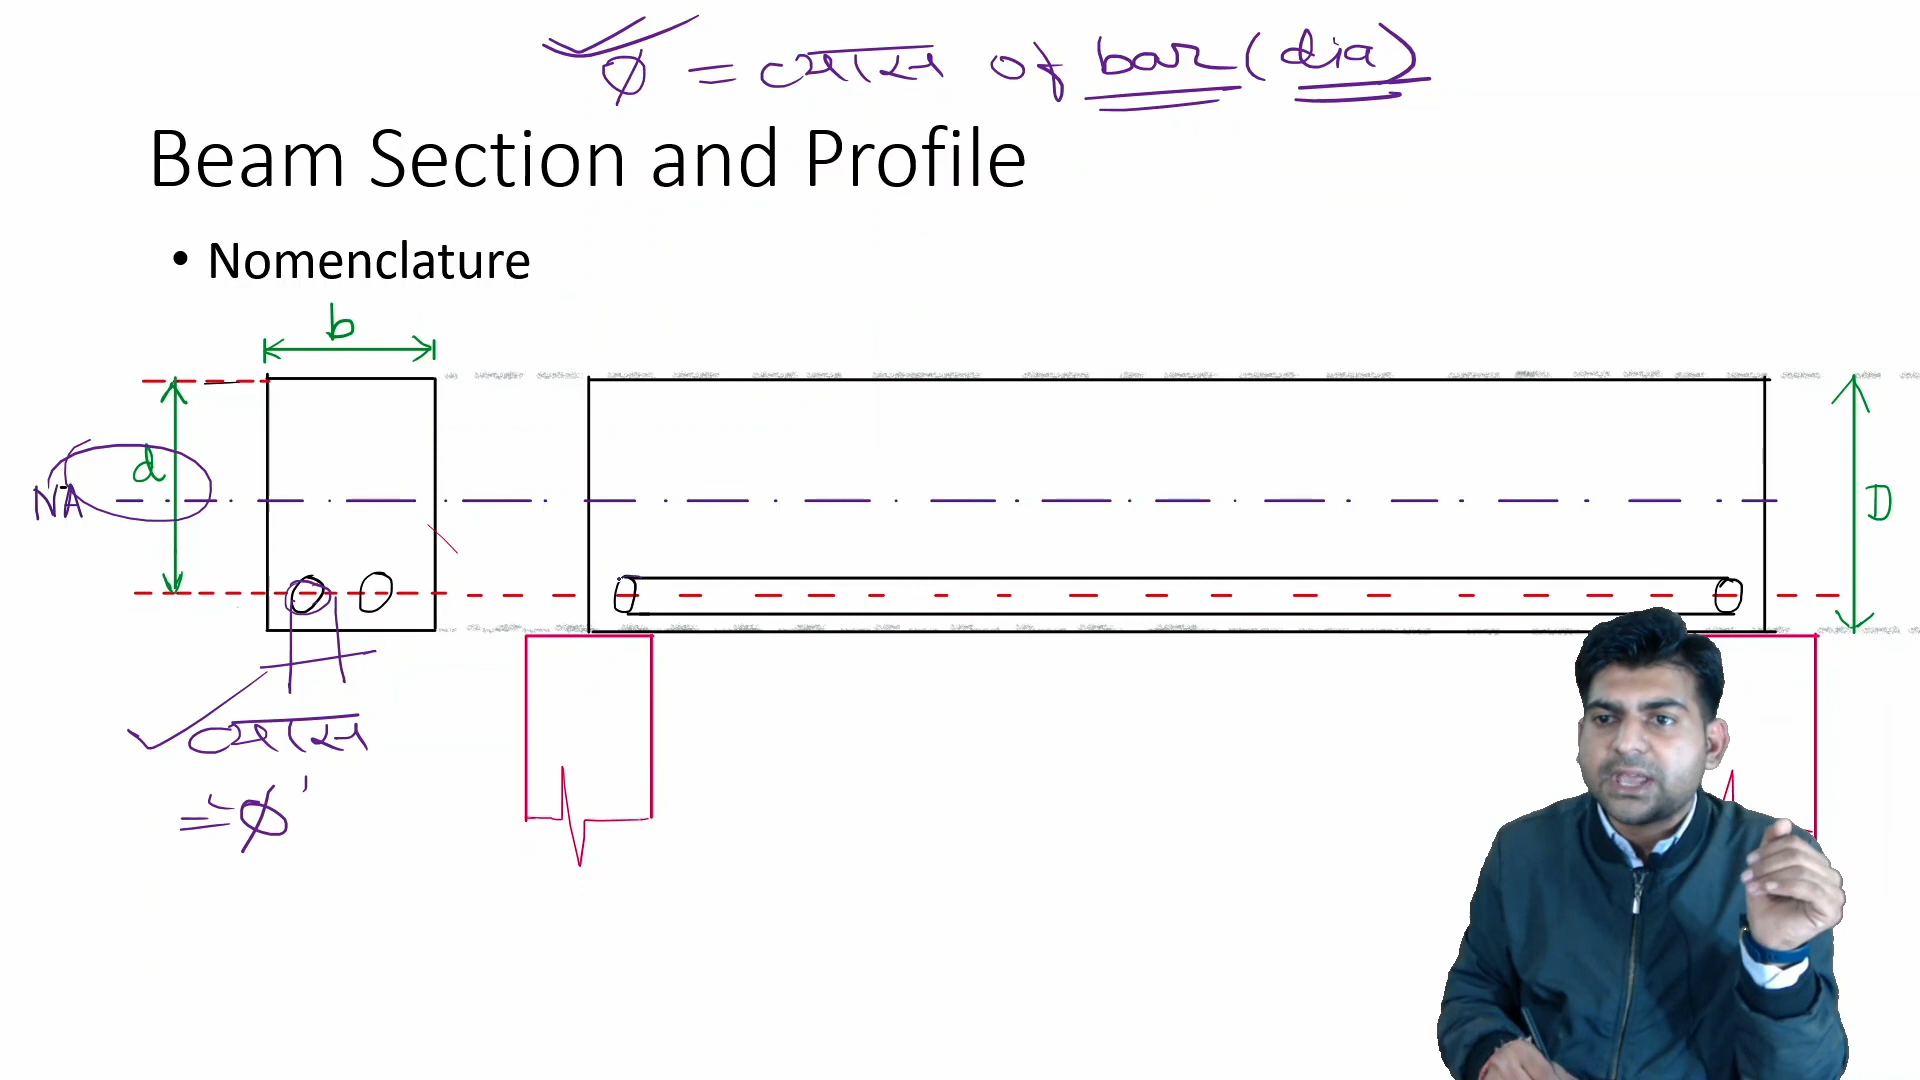 φ = व्यास of bar (dia)
Beam Section and Profile
• Nomenclature
b
d
NA
D
व्यास
= φ